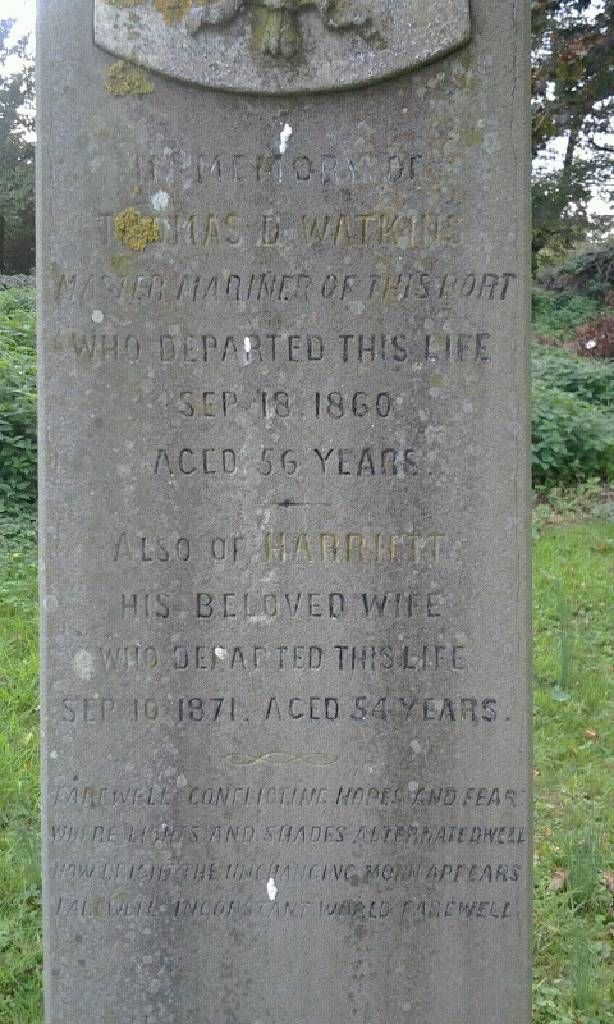 IN MEMORY OF
THOMAS D WATKINS
MASTER MARINER OF THIS PORT
WHO DEPARTED THIS LIFE
SEP 18 1860
AGED 56 YEARS.
ALSO OF HARRIETT
HIS BELOVED WIFE
WHO DEPARTED THIS LIFE
SEP 10 1871. AGED 54 YEARS.
FAREWELL CONFLICTING HOPES AND FEARS
WHERE LIGHTS AND SHADES ALTERNATE DWELL
HOW BRIGHT THE UNCHANGING MORN APPEARS
FAREWELL INCONSTANT WORLD FAREWELL.